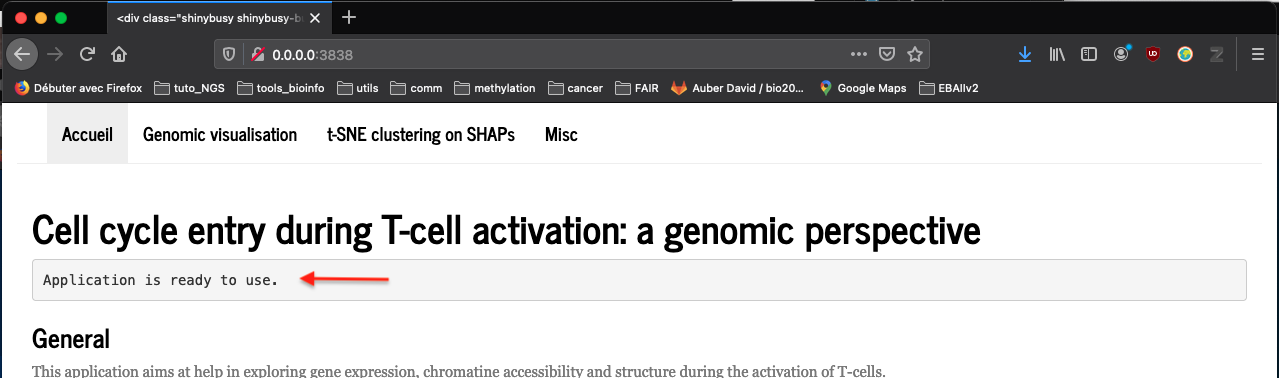 <div class="shinybusy shinybusy-b
0.0.0.0:3838
Débuter avec Firefox tuto_NGS tools_bioinfo utils comm methylation cancer FAIR Auber David / bio20... Google Maps EBAIIv2
Accueil Genomic visualisation t-SNE clustering on SHAPs Misc
Cell cycle entry during T-cell activation: a genomic perspective
Application is ready to use.
General
This application aims at help in exploring gene expression, chromatine accessibility and structure during the activation of T-cells.